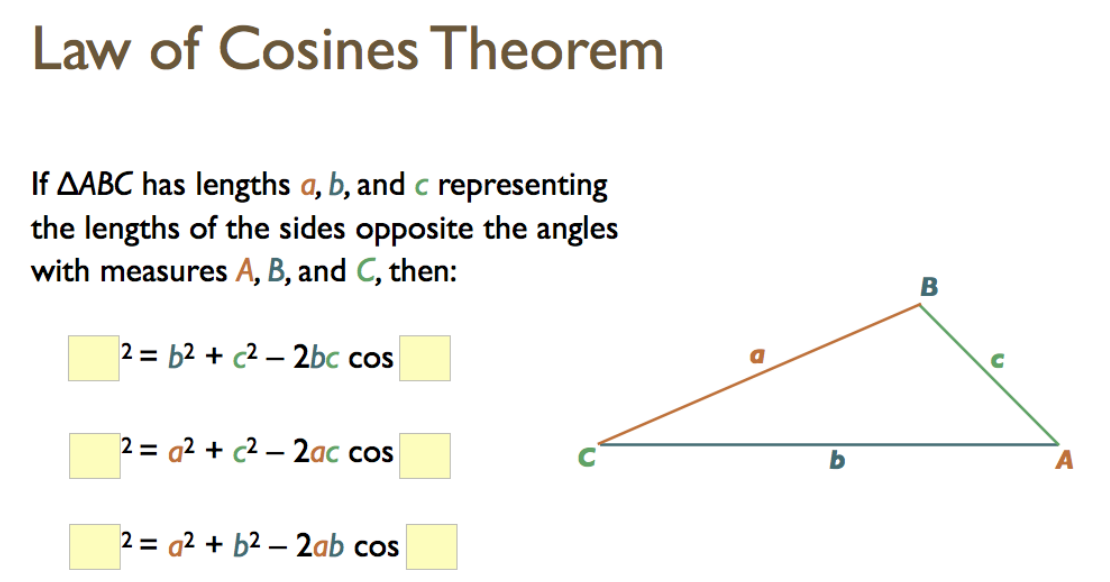 Law of Cosines Theorem
If ΔABC has lengths a, b, and c representing
the lengths of the sides opposite the angles
with measures A, B, and C, then:
² = b² + c² – 2bc cos
² = a² + c² – 2ac cos
² = a² + b² – 2ab cos
B
a
c
C
b
A